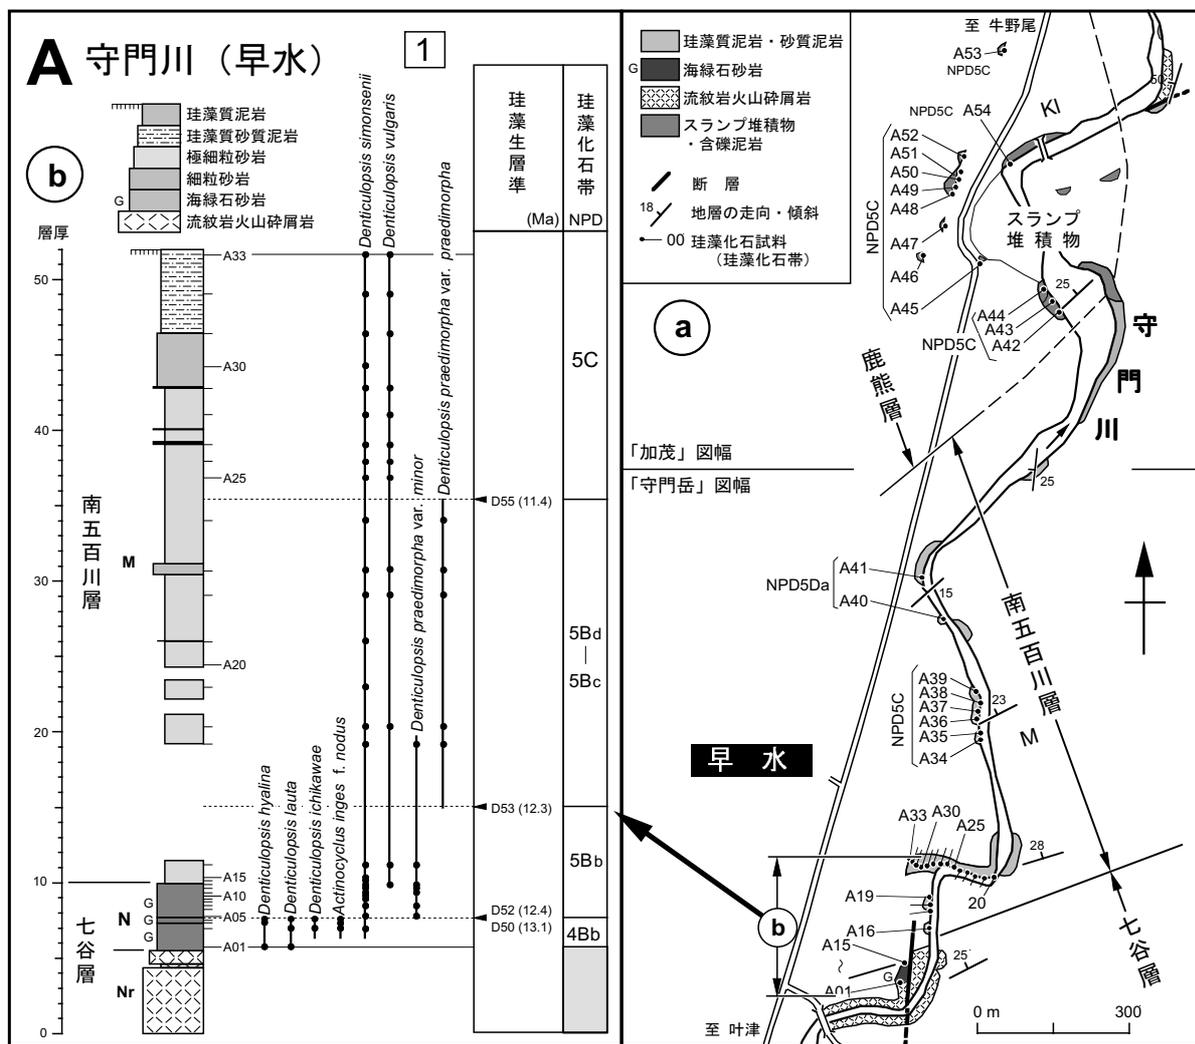 A 守門川（早水）
1
珪藻質泥岩
珪藻質砂質泥岩
極細粒砂岩
細粒砂岩
G 海緑石砂岩
流紋岩火山砕屑岩
b
層厚
50
40
30
20
10
0
南五百川層
七谷層
M
N
Nr
G
G
G
A33
A30
A25
A20
A15
A10
A05
A01
Denticulopsis hyalina
Denticulopsis lauta
Denticulopsis ichikawae
Actinocyclus inges f. nodus
Denticulopsis simonsenii
Denticulopsis vulgaris
Denticulopsis praedimorpha var. minor
Denticulopsis praedimorpha var. praedimorpha
珪藻生層準
(Ma)
珪藻化石帯
NPD
D55 (11.4)
D53 (12.3)
D52 (12.4)
D50 (13.1)
5C
5Bd
5Bc
5Bb
4Bb
珪藻質泥岩・砂質泥岩
G 海緑石砂岩
流紋岩火山砕屑岩
スランプ堆積物
・含礫泥岩
断層
18 地層の走向・傾斜
00 珪藻化石試料
（珪藻化石帯）
a
至 牛野尾
A53
NPD5C
50
NPD5C A54
KI
A52
A51
A50
A49
A48
NPD5C
A47
A46
A45
スランプ
堆積物
25
A44
A43
A42
NPD5C
守門川
鹿熊層
「加茂」図幅
「守門岳」図幅
25
A41
NPD5Da
A40
15
南五百川層
A39
A38
A37
A36
A35
A34
NPD5C
23
M
早水
A33
A30
A25
28
20
A19
A16
A15
～
A01
G
b
25
七谷層
至 叶津
0 m 300